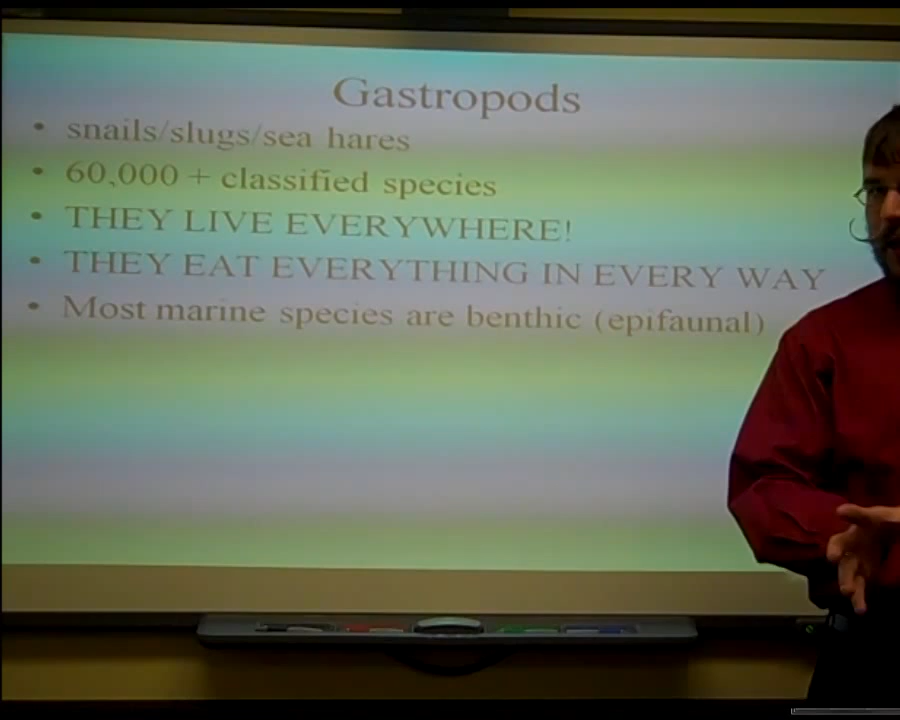 Gastropods
• snails/slugs/sea hares
• 60,000 + classified species
• THEY LIVE EVERYWHERE!
• THEY EAT EVERYTHING IN EVERY WAY
• Most marine species are benthic (epifaunal)